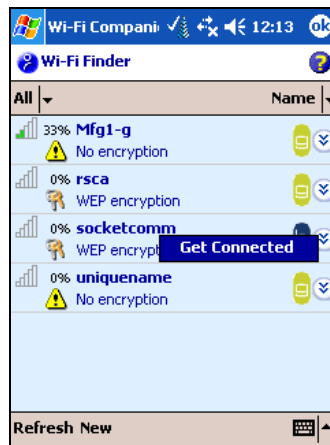 Wi-Fi Compani 12:13 ok
Wi-Fi Finder ?
All Name
33% Mfg1-g
No encryption
0% rsca
WEP encryption
0% socketcomm
WEP encrypt Get Connected
0% uniquename
No encryption
Refresh New